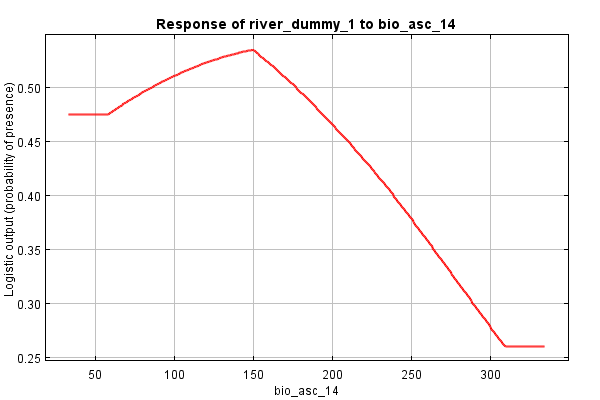 Response of river_dummy_1 to bio_asc_14
Logistic output (probability of presence)
0.50
0.45
0.40
0.35
0.30
0.25
50 100 150 200 250 300
bio_asc_14